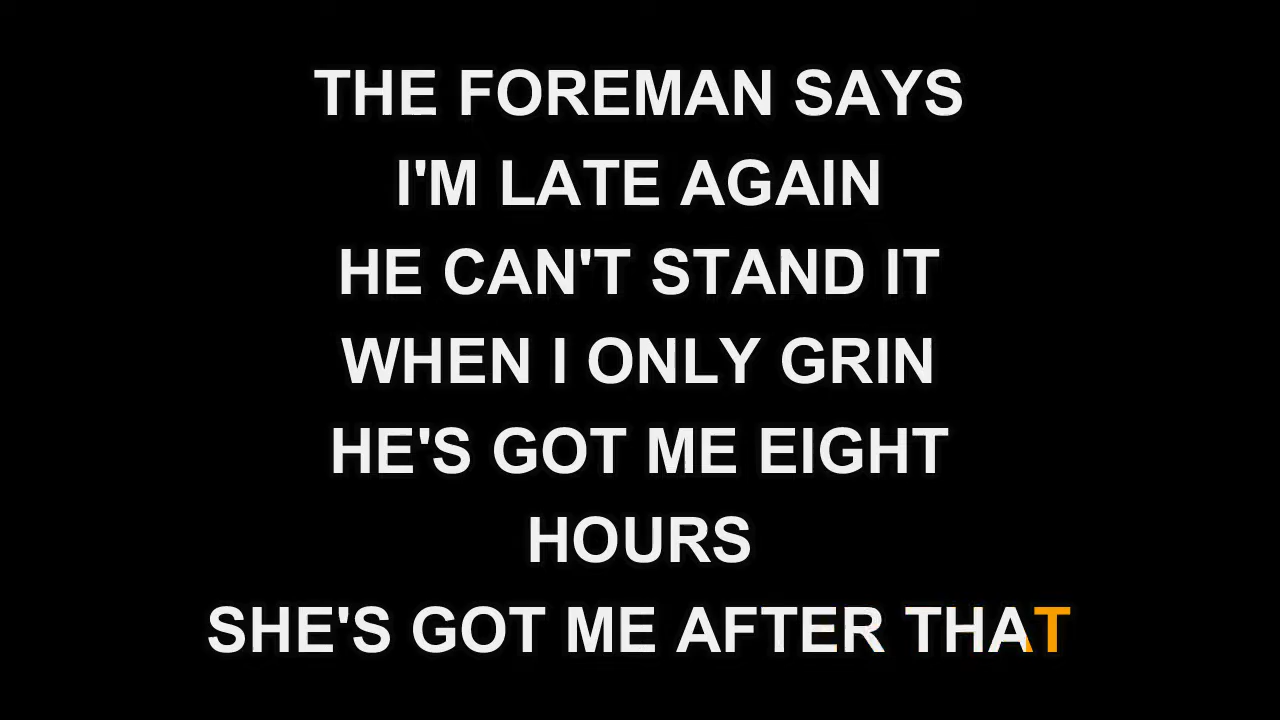 THE FOREMAN SAYS
I'M LATE AGAIN
HE CAN'T STAND IT
WHEN I ONLY GRIN
HE'S GOT ME EIGHT
HOURS
SHE'S GOT ME AFTER THAT